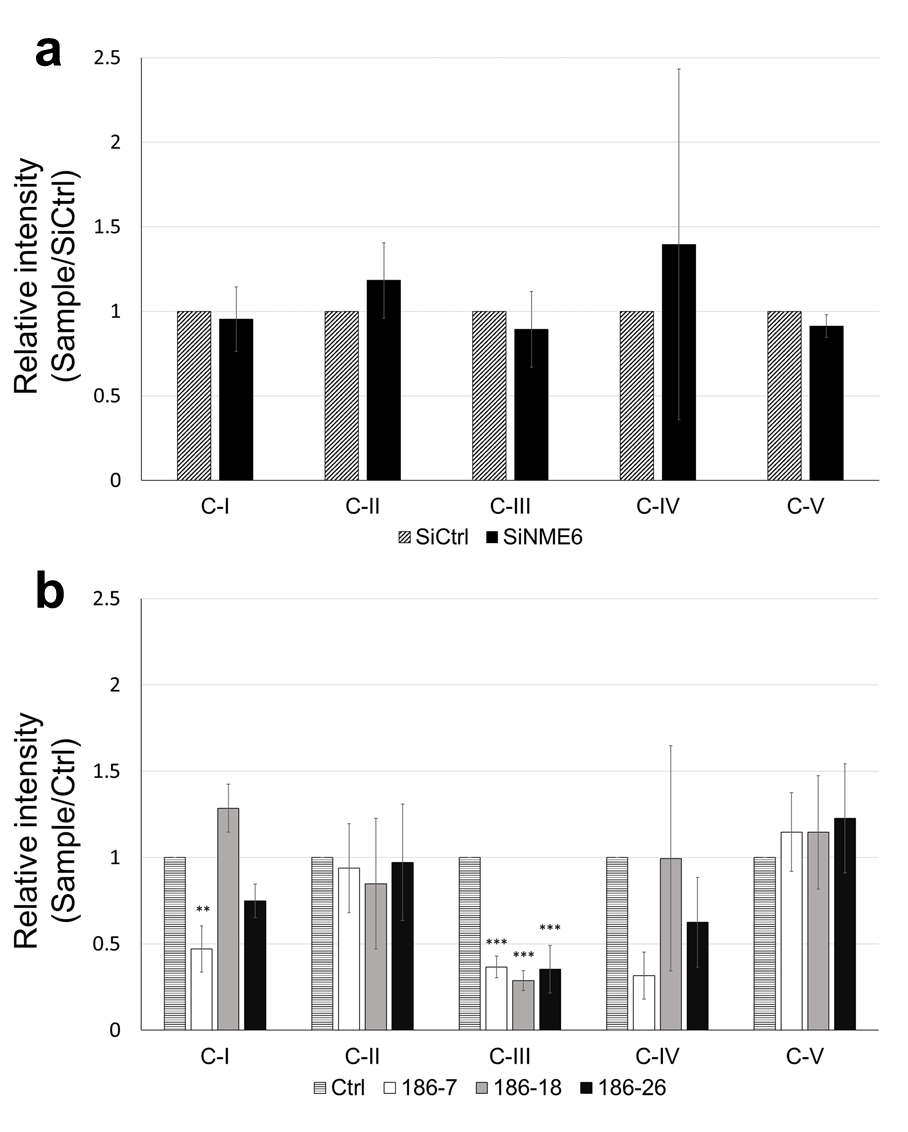 a
Relative intensity
(Sample/SiCtrl)
2.5
2
1.5
1
0.5
0
C-I C-II C-III C-IV C-V
SiCtrl SiNME6
b
Relative intensity
(Sample/Ctrl)
2.5
2
1.5
1
0.5
0
**
***
***
***
C-I C-II C-III C-IV C-V
Ctrl 186-7 186-18 186-26